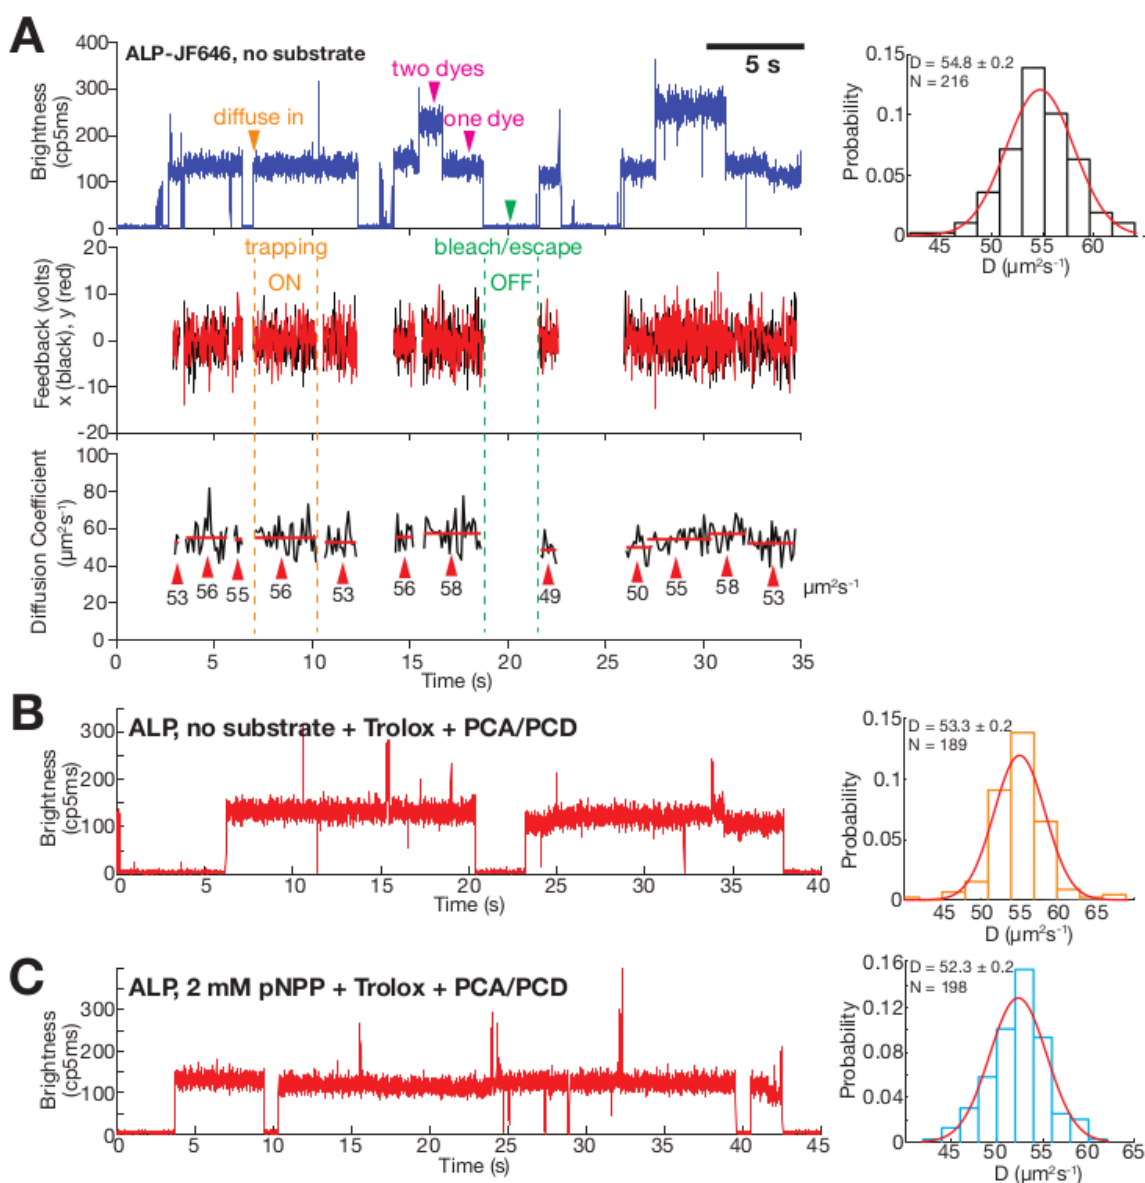 A
ALP-JF646, no substrate
5 s
two dyes
diffuse in
one dye
Brightness
(cp5ms)
400
300
200
100
0
D = 54.8 ± 0.2
N = 216
Probability
0.15
0.1
0.05
0
45 50 55 60
D (µm²s⁻¹)
trapping
ON
bleach/escape
OFF
Feedback (volts)
x (black), y (red)
20
10
0
-10
-20
Diffusion Coefficient
(µm²s⁻¹)
100
80
60
40
20
0
53 56 55 56 53 56 58 49 50 55 58 53 µm²s⁻¹
0 5 10 15 20 25 30 35
Time (s)
B
ALP, no substrate + Trolox + PCA/PCD
Brightness
(cp5ms)
300
200
100
0
0 5 10 15 20 25 30 35 40
Time (s)
D = 53.3 ± 0.2
N = 189
Probability
0.15
0.1
0.05
0
45 50 55 60 65
D (µm²s⁻¹)
C
ALP, 2 mM pNPP + Trolox + PCA/PCD
Brightness
(cp5ms)
300
200
100
0
0 5 10 15 20 25 30 35 40 45
Time (s)
D = 52.3 ± 0.2
N = 198
Probability
0.16
0.12
0.08
0.04
0
45 50 55 60 65
D (µm²s⁻¹)